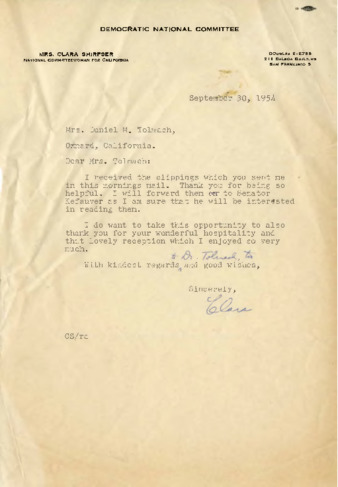 DEMOCRATIC NATIONAL COMMITTEE
MRS. CLARA SHIRPSER
NATIONAL COMMITTEEWOMAN FOR CALIFORNIA
DOUGLAS 2-8788
San Francisco 5
September 30, 1954
Mrs. Daniel M. Tolmach,
Oxnard, California.
Dear Mrs. Tolmach:
I received the clippings which you sent me
in this mornings mail. Thank you for being so
helpful. I will forward them on to Senator
Kefauver as I am sure that he will be interested
in reading them.
I do want to take this opportunity to also
thank you for your wonderful hospitality and
that lovely reception which I enjoyed so very
much.
Dr. Tolmach, too
With kindest regards, and good wishes,
Sincerely,
Clara
CS/rc